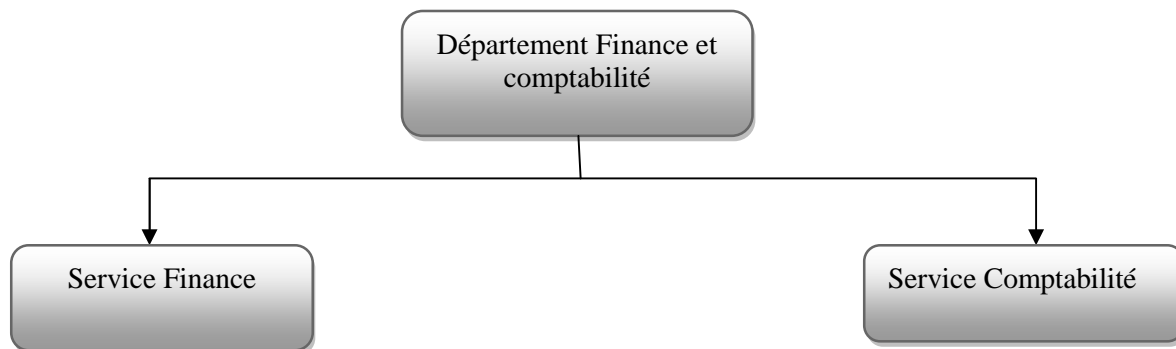 Département Finance et
comptabilité
Service Finance
Service Comptabilité